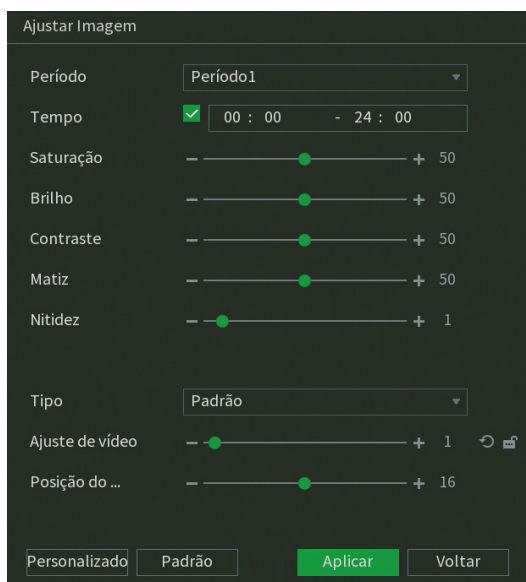 Ajustar Imagem
Período Período1
Tempo 00 : 00 - 24 : 00
Saturação 50
Brilho 50
Contraste 50
Matiz 50
Nitidez 1
Tipo Padrão
Ajuste de vídeo 1
Posição do ... 16
Personalizado Padrão Aplicar Voltar